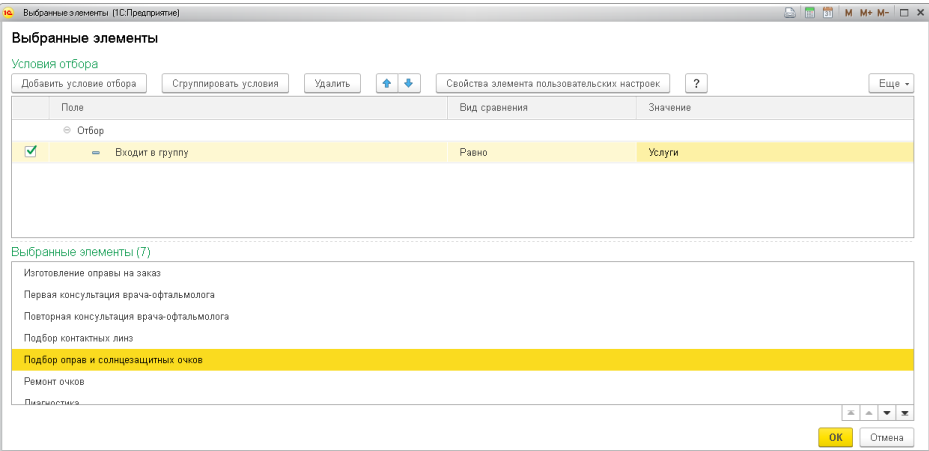 Выбранные элементы (1С:Предприятие)
M M+ M-
Выбранные элементы
Условия отбора
Добавить условие отбора Сгруппировать условия Удалить Свойства элемента пользовательских настроек ? Еще
Поле Вид сравнения Значение
Отбор
Входит в группу Равно Услуги
Выбранные элементы (7)
Изготовление оправы на заказ
Первая консультация врача-офтальмолога
Повторная консультация врача-офтальмолога
Подбор контактных линз
Подбор оправ и солнцезащитных очков
Ремонт очков
Диагностика
ОК Отмена